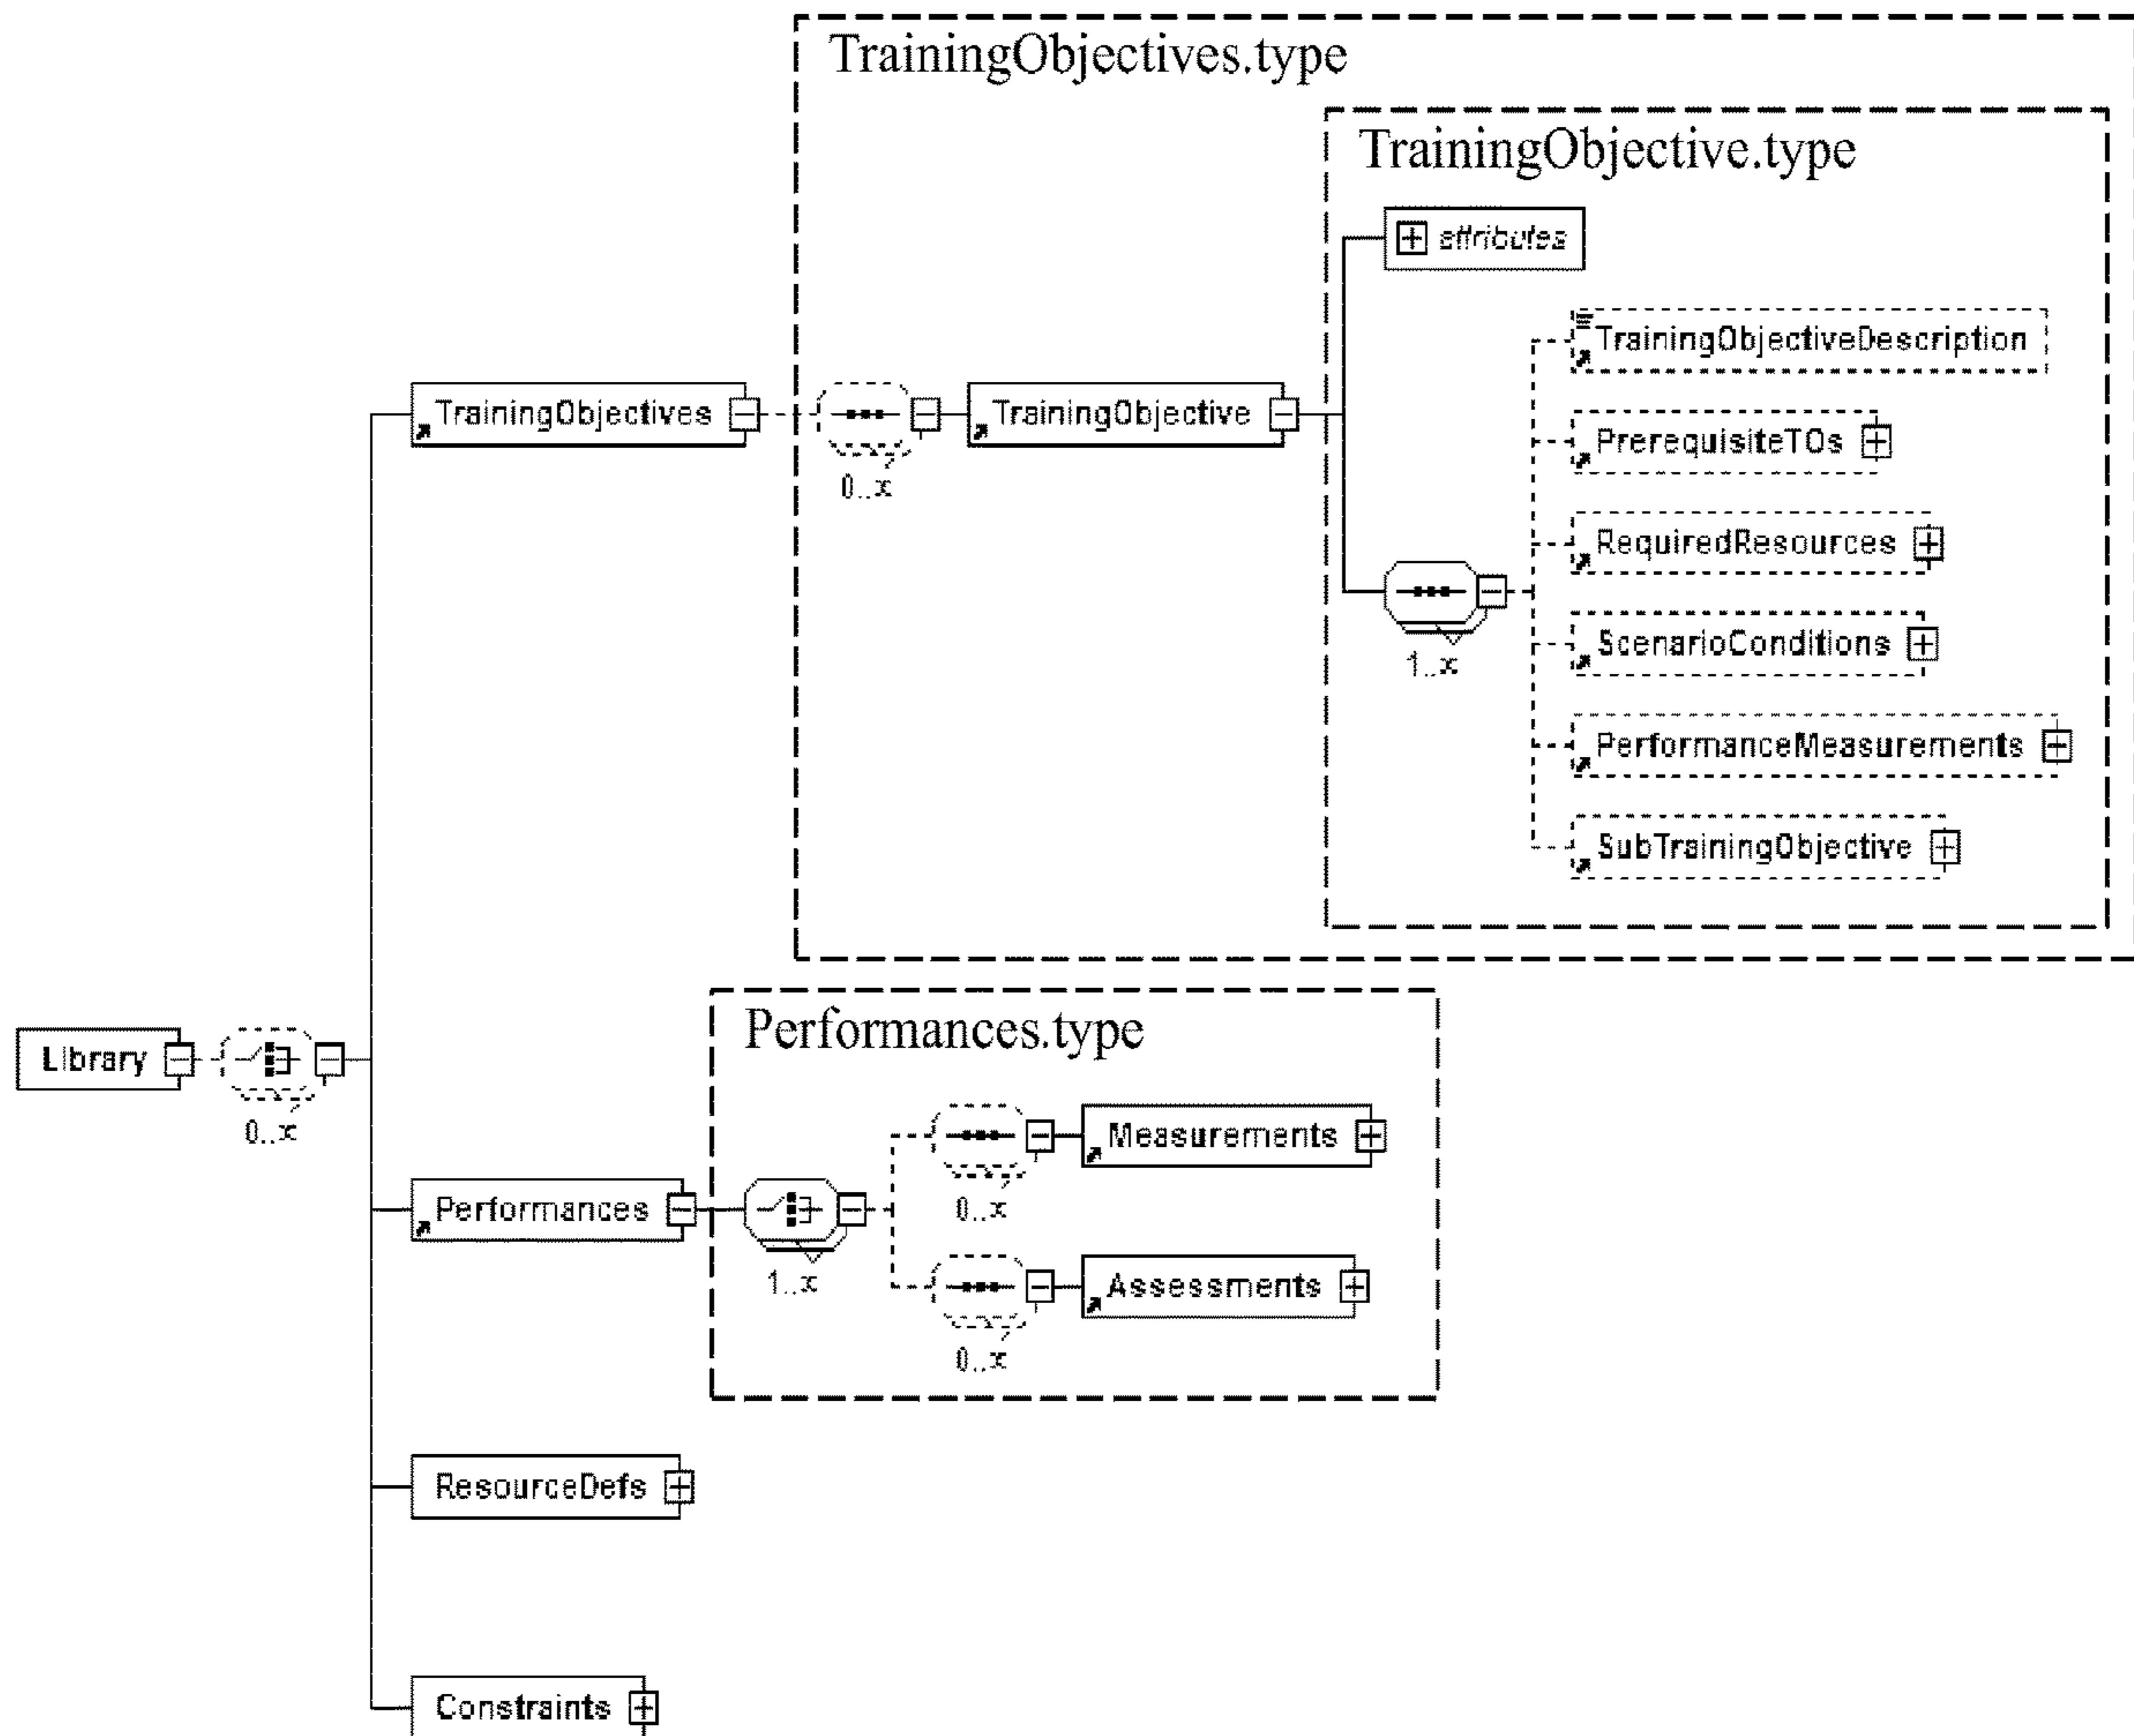 TrainingObjectives.type
TrainingObjective.type
attributes
TrainingObjectiveDescription
TrainingObjectives
TrainingObjective
PrerequisiteTOs
0..x
RequiredResources
ScenarioConditions
1..x
PerformanceMeasurements
SubTrainingObjective
Performances.type
Library
0..x
Measurements
0..x
Performances
1..x
Assessments
0..x
ResourceDefs
Constraints